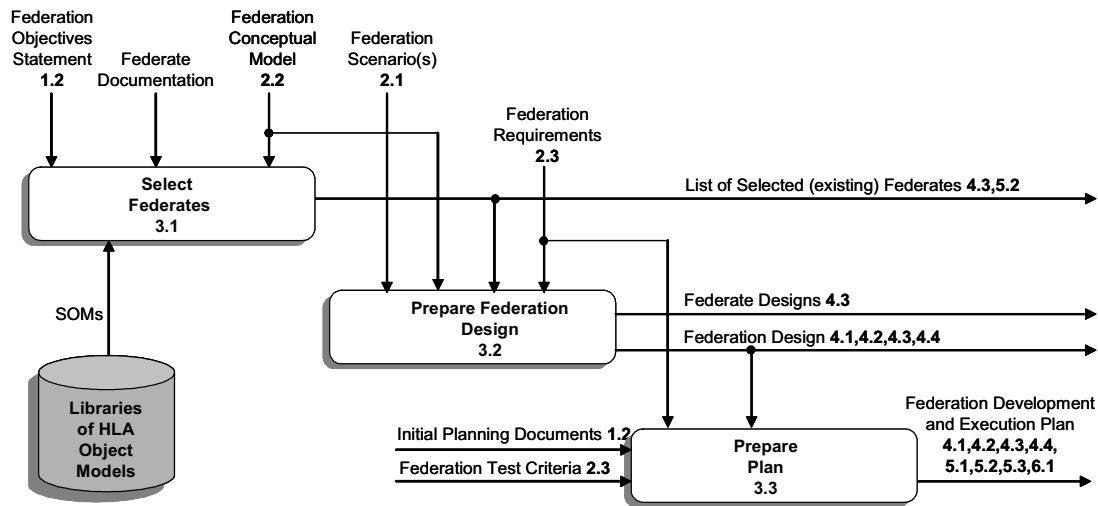 Federation
Objectives
Statement
1.2
Federate
Documentation
Federation
Conceptual
Model
2.2
Federation
Scenario(s)
2.1
Federation
Requirements
2.3
Select
Federates
3.1
List of Selected (existing) Federates 4.3,5.2
SOMs
Libraries
of HLA
Object
Models
Prepare Federation
Design
3.2
Federate Designs 4.3
Federation Design 4.1,4.2,4.3,4.4
Initial Planning Documents 1.2
Federation Test Criteria 2.3
Prepare
Plan
3.3
Federation Development
and Execution Plan
4.1,4.2,4.3,4.4,
5.1,5.2,5.3,6.1